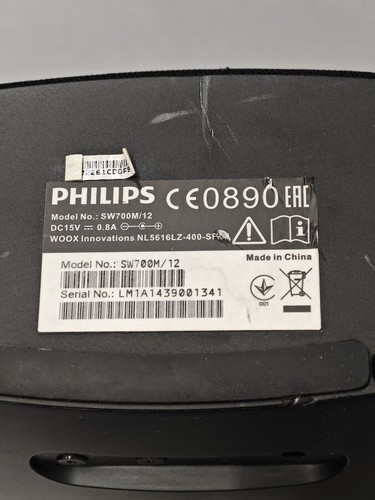 PHILIPS CE0890 EAC
Model No.: SW700M/12
DC15V ⎓ 0.8A
WOOX Innovations NL5616LZ-400-SF
Model No.: SW700M/12
Made in China
Serial No.: LM1A1439001341
001